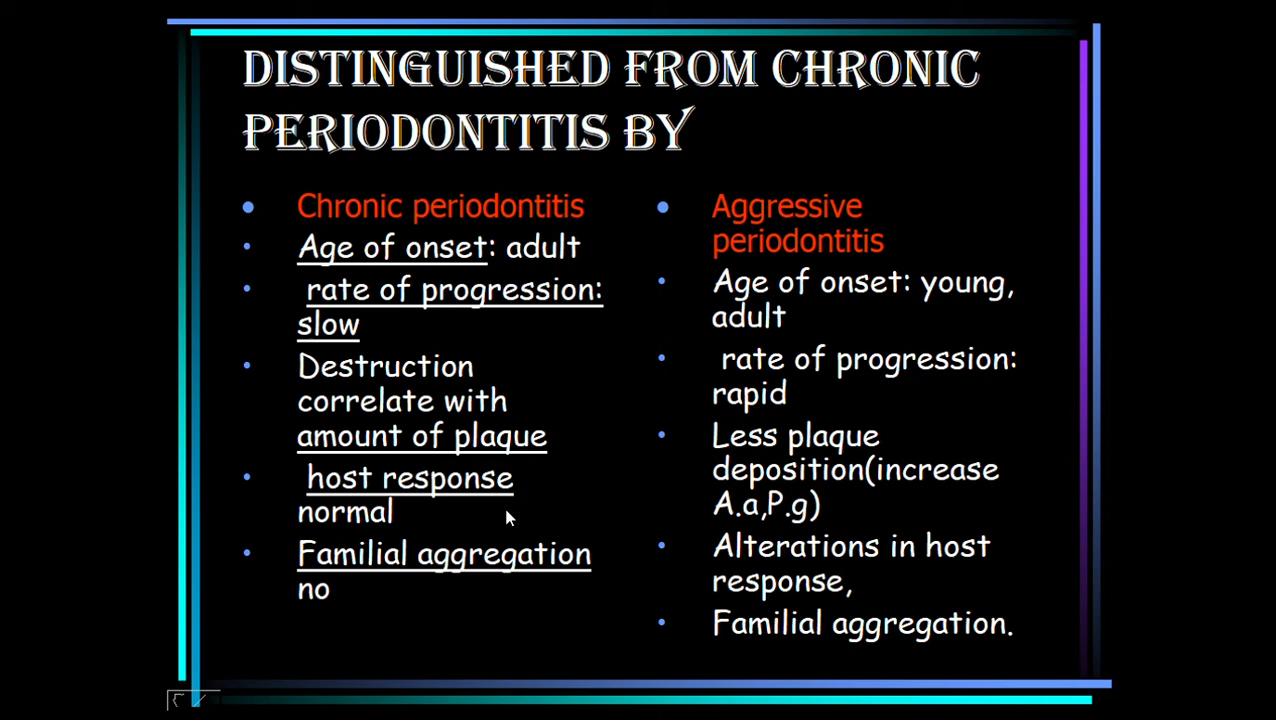 DISTINGUISHED FROM CHRONIC
PERIODONTITIS BY
• Chronic periodontitis
• Age of onset: adult
• rate of progression:
slow
• Destruction
correlate with
amount of plaque
• host response
normal
• Familial aggregation
no
• Aggressive
periodontitis
• Age of onset: young,
adult
• rate of progression:
rapid
• Less plaque
deposition(increase
A.a,P.g)
• Alterations in host
response,
• Familial aggregation.